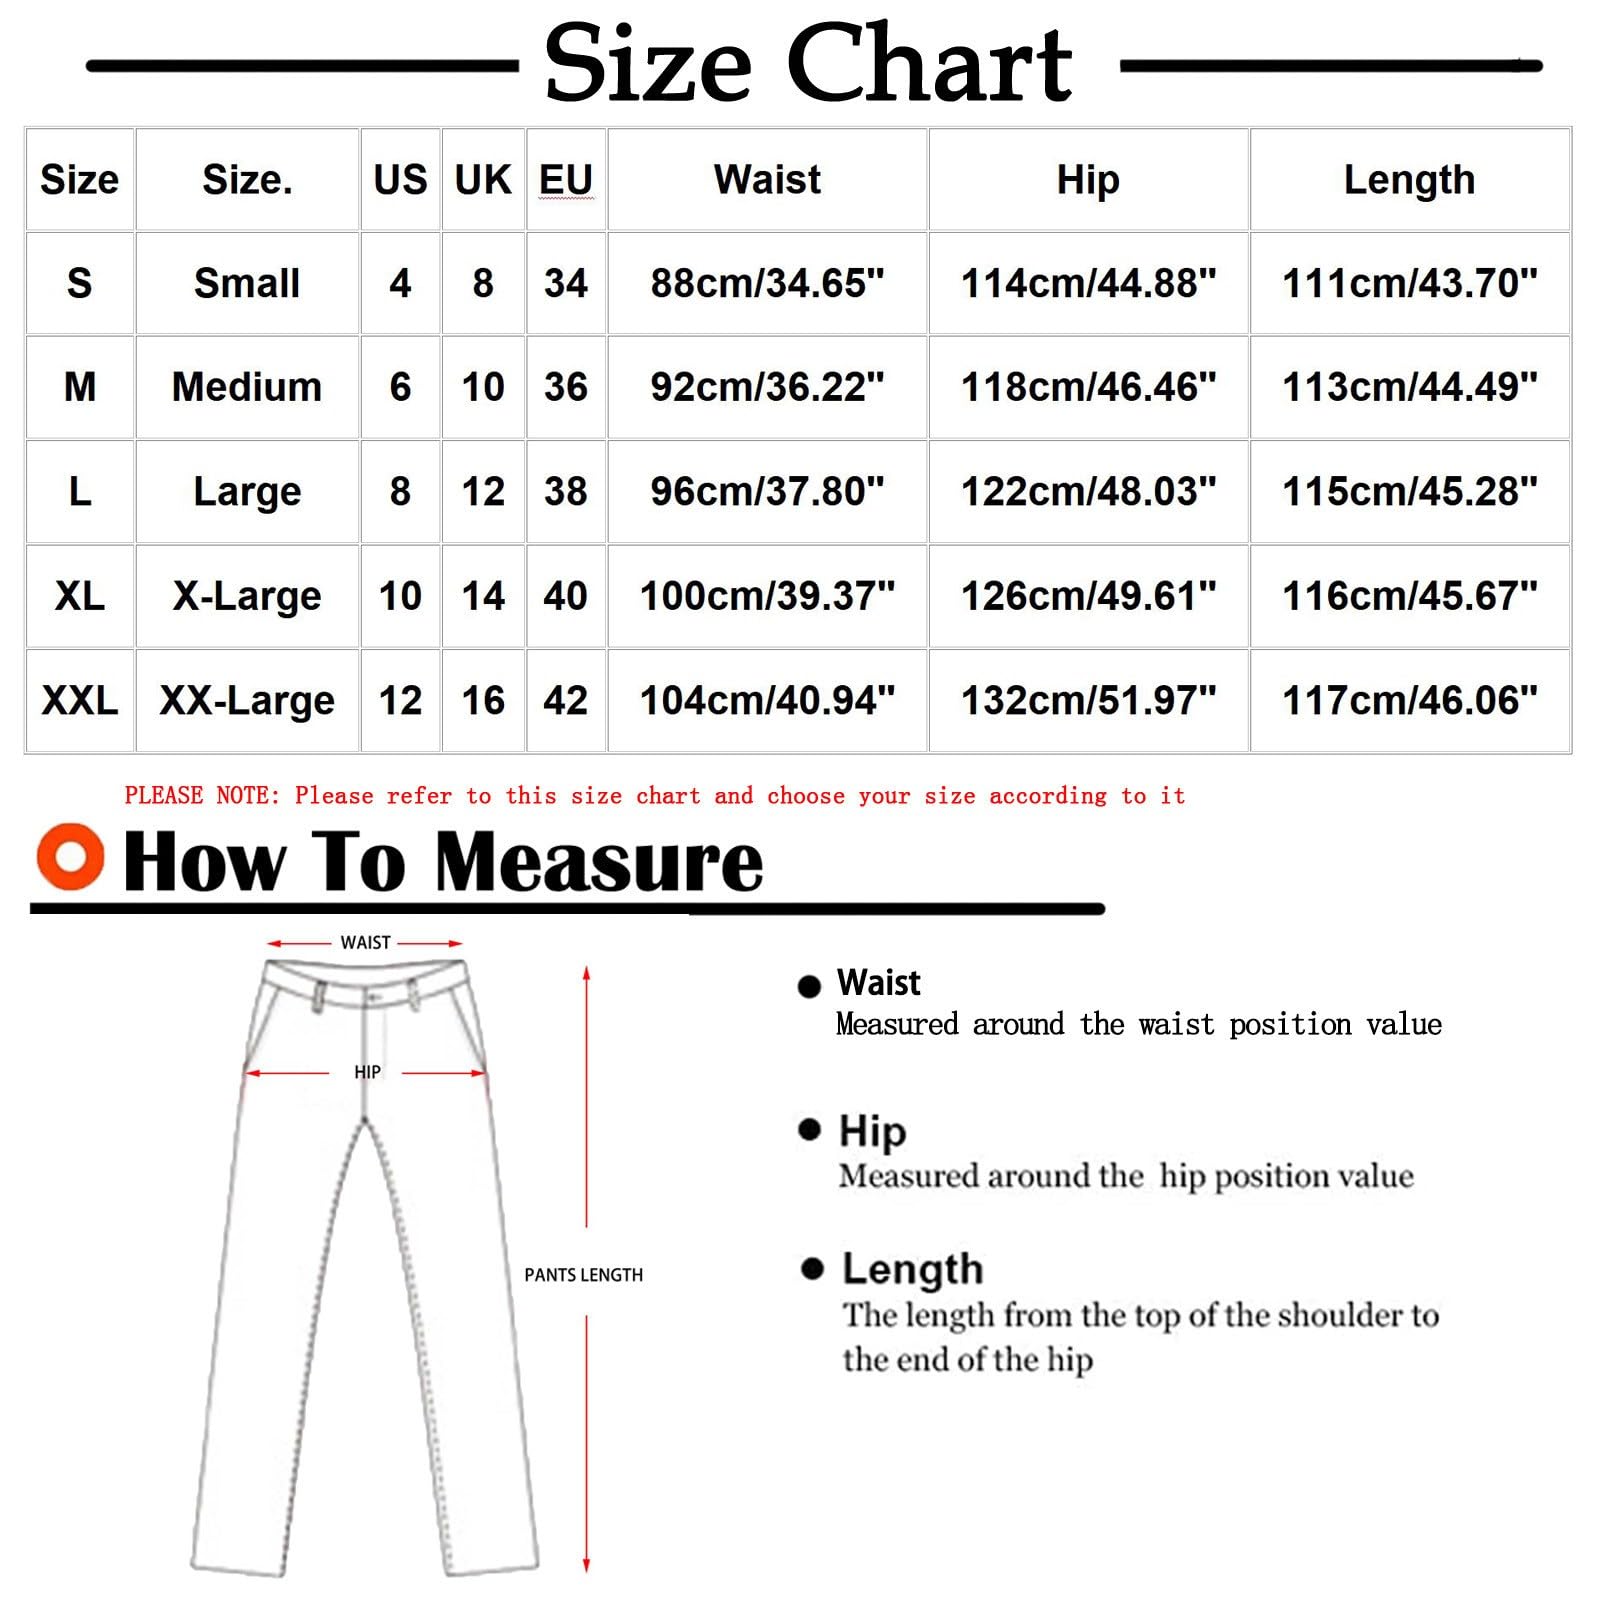 Size Chart
Size Size. US UK EU Waist Hip Length
S Small 4 8 34 88cm/34.65" 114cm/44.88" 111cm/43.70"
M Medium 6 10 36 92cm/36.22" 118cm/46.46" 113cm/44.49"
L Large 8 12 38 96cm/37.80" 122cm/48.03" 115cm/45.28"
XL X-Large 10 14 40 100cm/39.37" 126cm/49.61" 116cm/45.67"
XXL XX-Large 12 16 42 104cm/40.94" 132cm/51.97" 117cm/46.06"
PLEASE NOTE: Please refer to this size chart and choose your size according to it
How To Measure
WAIST
HIP
PANTS LENGTH
Waist
Measured around the waist position value
Hip
Measured around the hip position value
Length
The length from the top of the shoulder to
the end of the hip